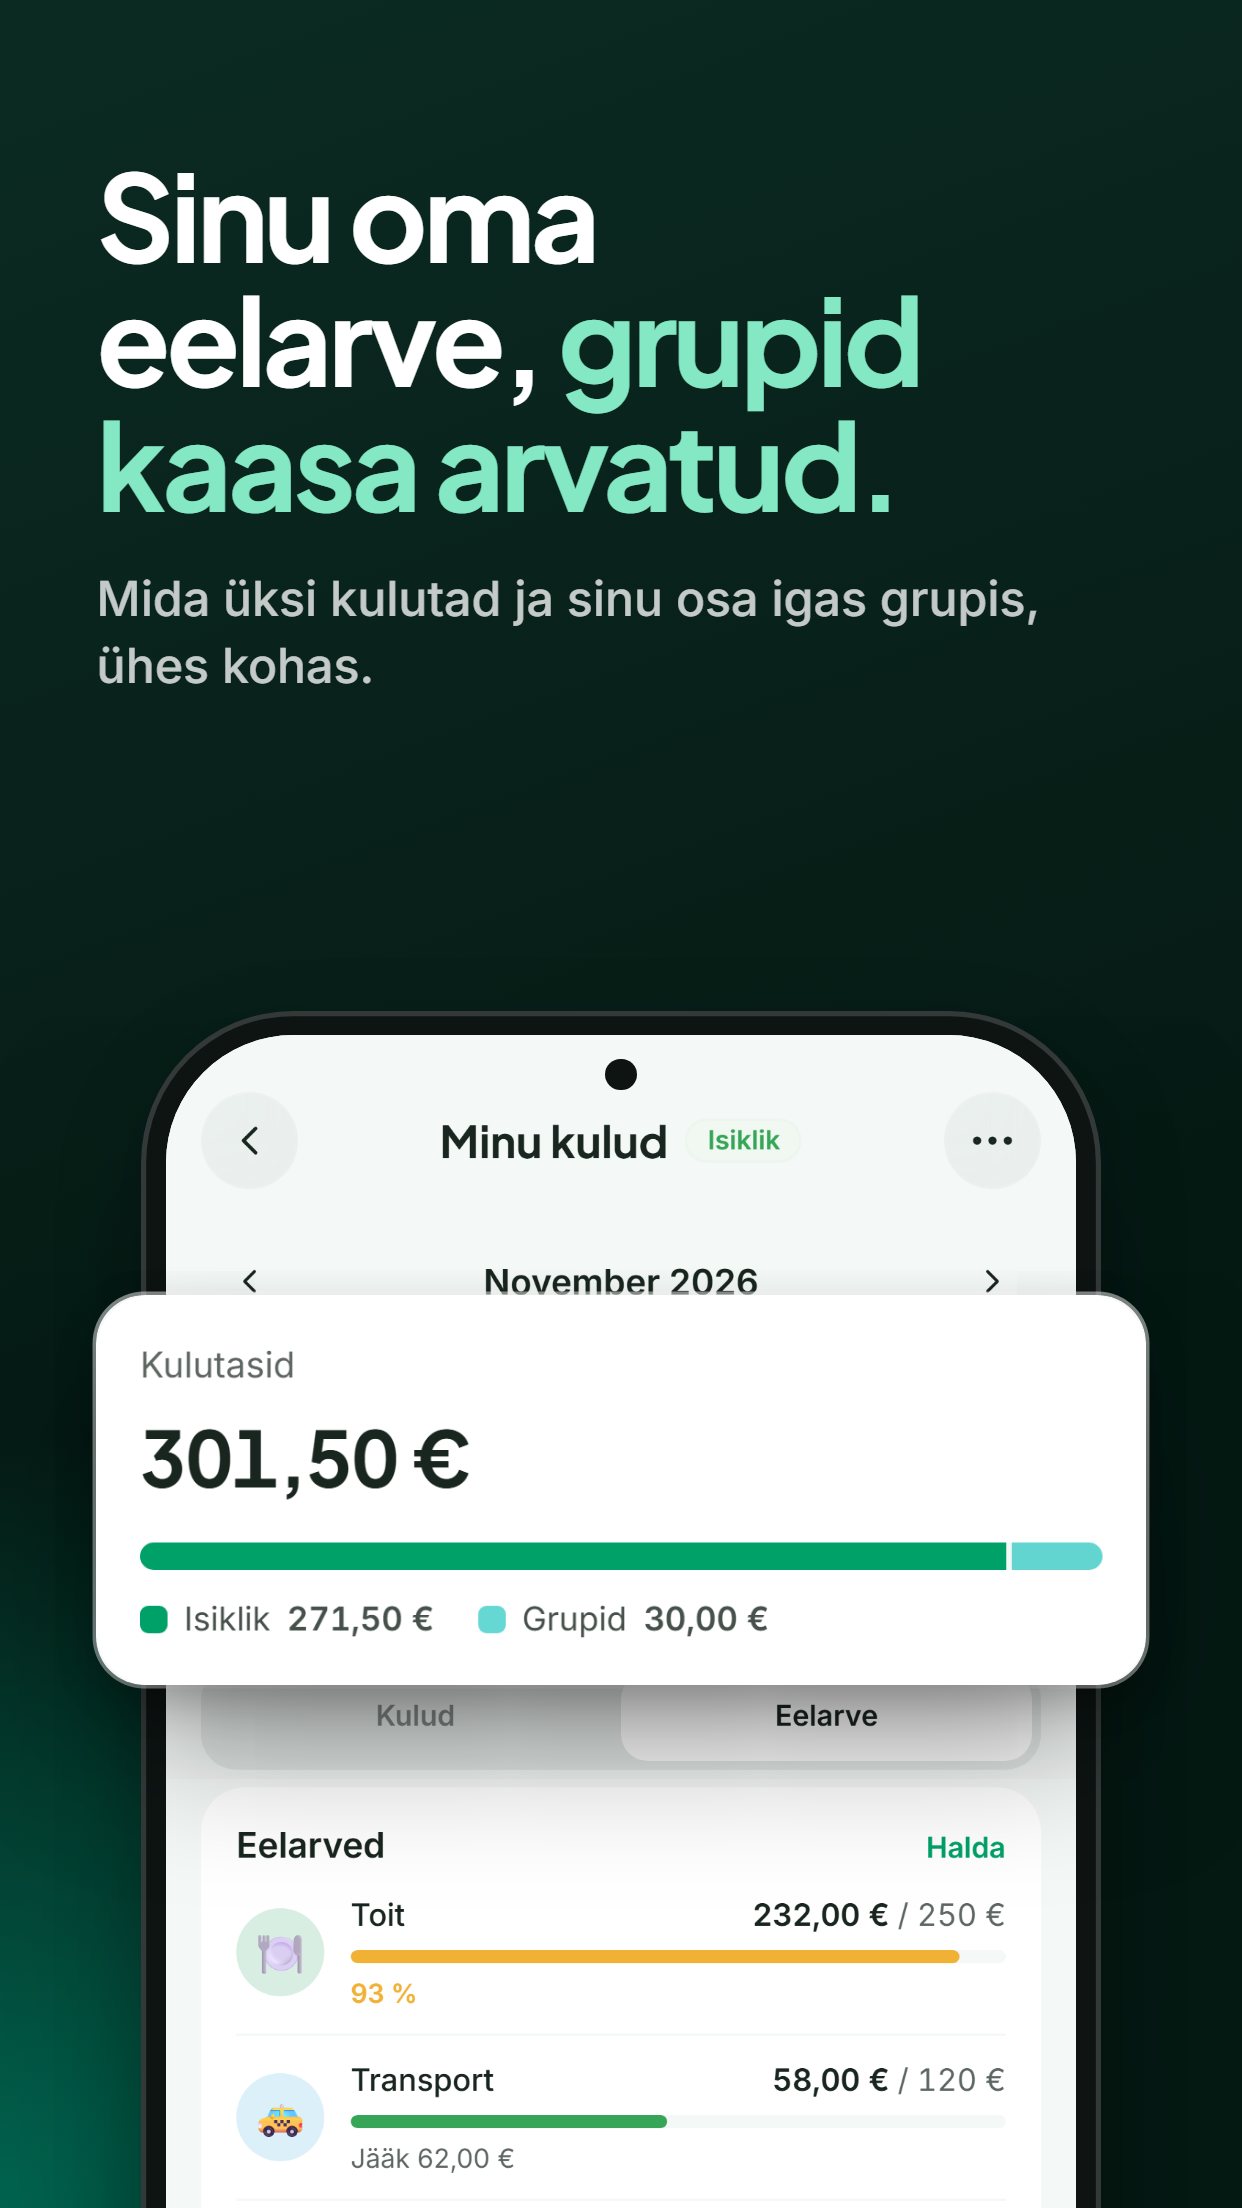 Sinu oma
eelarve, grupid
kaasa arvatud.
Mida üksi kulutad ja sinu osa igas grupis,
ühes kohas.
Minu kulud Isiklik
November 2026
Kulutasid
301,50 €
Isiklik 271,50 € Grupid 30,00 €
Kulud Eelarve
Eelarved Halda
Toit 232,00 € / 250 €
93 %
Transport 58,00 € / 120 €
Jääk 62,00 €